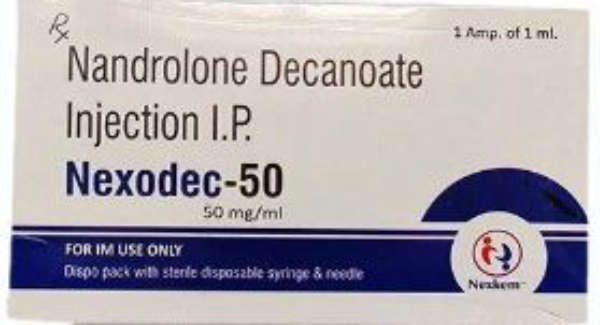 Rx
1 Amp. of 1 ml.
Nandrolone Decanoate
Injection I.P.
Nexodec-50
50 mg/ml
FOR IM USE ONLY
Dispo pack with sterile disposable syringe & needle
Nexkem